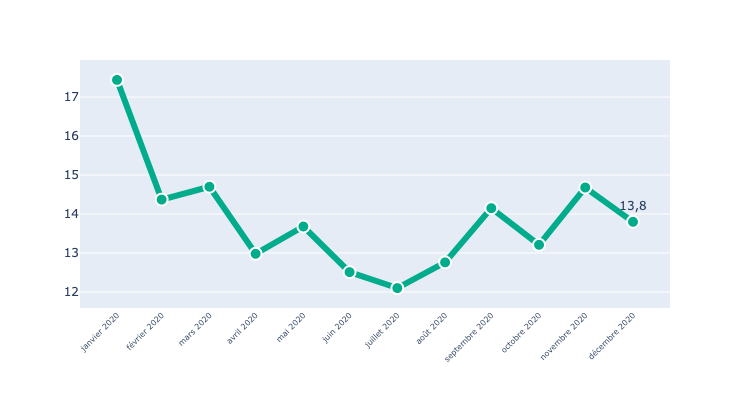 17
16
15
14
13
12
13,8
janvier 2020
février 2020
mars 2020
avril 2020
mai 2020
juin 2020
juillet 2020
août 2020
septembre 2020
octobre 2020
novembre 2020
décembre 2020